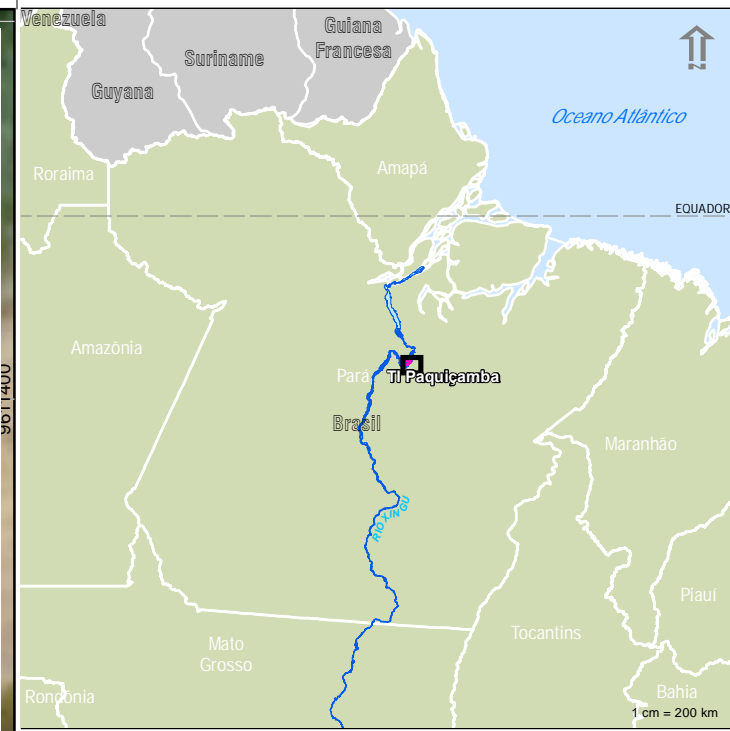 Venezuela
Guiana
Francesa
Suriname
Guyana
N
Oceano Atlântico
Roraima
Amapá
EQUADOR
Amazônia
9611400
Pará
TI Paquiçamba
Brasil
Maranhão
RIO XINGU
Piauí
Tocantins
Mato
Grosso
Rondônia
Bahia
1 cm = 200 km